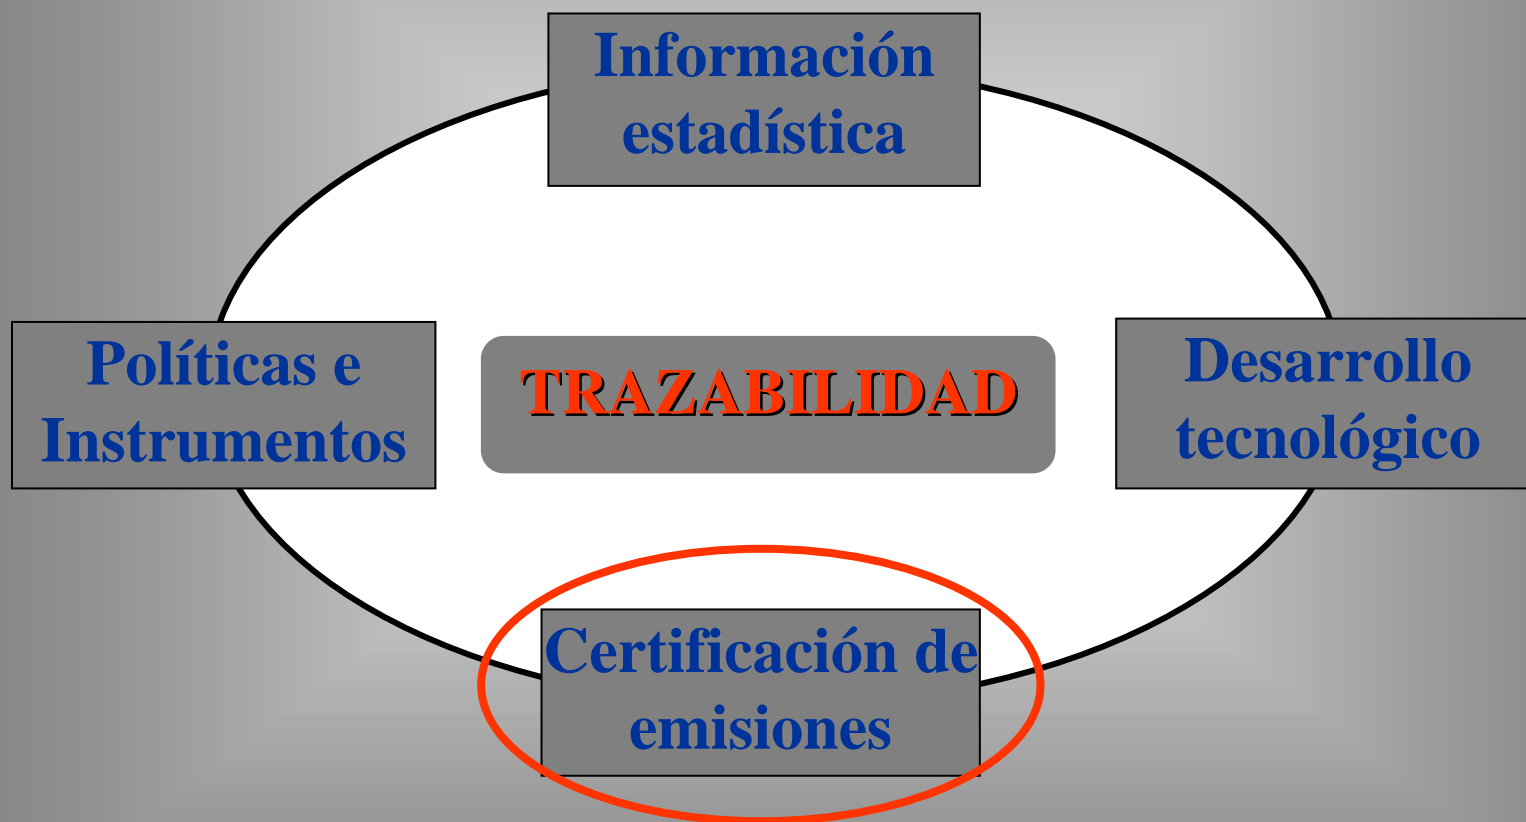 Información
estadística
Políticas e
Instrumentos
TRAZABILIDAD
Desarrollo
tecnológico
Certificación de
emisiones